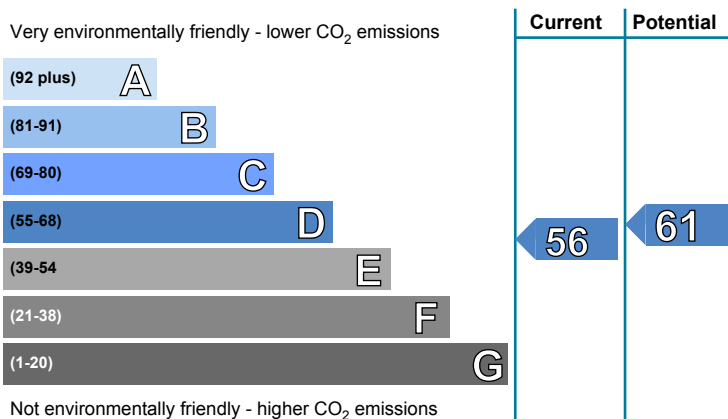 Current Potential
Very environmentally friendly - lower CO2 emissions
(92 plus) A
(81-91) B
(69-80) C
(55-68) D
56 61
(39-54 E
(21-38) F
(1-20) G
Not environmentally friendly - higher CO2 emissions